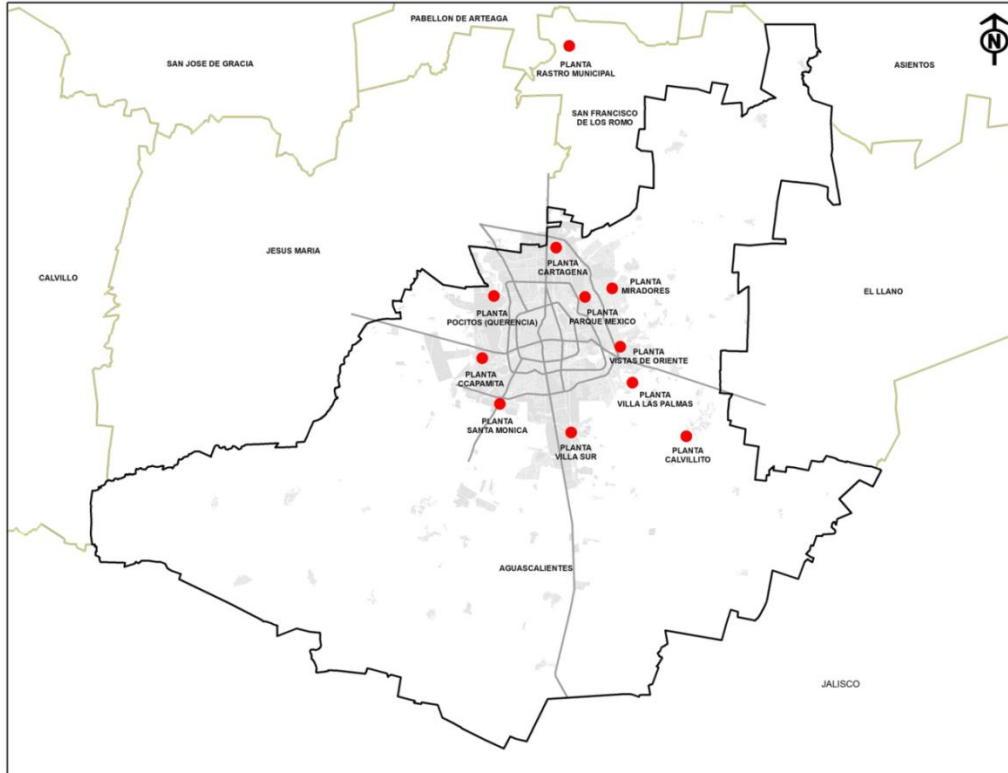 PABELLON DE ARTEAGA
N
SAN JOSE DE GRACIA
ASIENTOS
PLANTA
RASTRO MUNICIPAL
SAN FRANCISCO
DE LOS ROMO
JESUS MARIA
CALVILLO
PLANTA
CARTAGENA
PLANTA
MIRADORES
EL LLANO
PLANTA
POCITOS (QUERENCIA)
PLANTA
PARQUE MEXICO
PLANTA
VISTAS DE ORIENTE
PLANTA
CCAPAMITA
PLANTA
VILLA LAS PALMAS
PLANTA
SANTA MONICA
PLANTA
VILLA SUR
PLANTA
CALVILLITO
AGUASCALIENTES
JALISCO